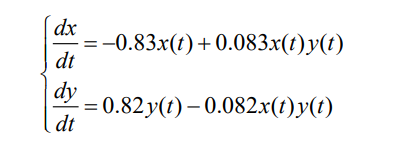 dx/dt = −0.83x(t) + 0.083x(t)y(t)
dy/dt = 0.82y(t) − 0.082x(t)y(t)